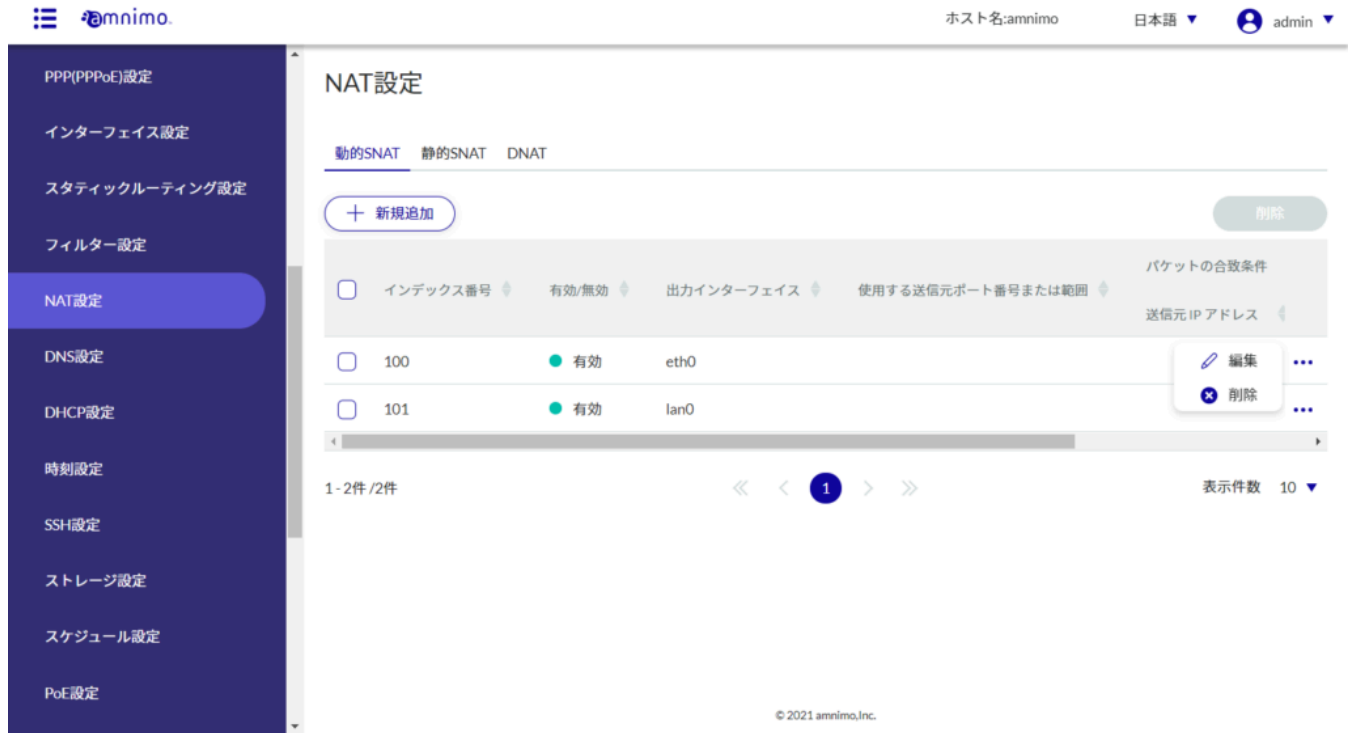 amnimo.
ホスト名:amnimo
日本語
admin
PPP(PPPoE)設定
インターフェイス設定
スタティックルーティング設定
フィルター設定
NAT設定
DNS設定
DHCP設定
時刻設定
SSH設定
ストレージ設定
スケジュール設定
PoE設定
NAT設定
動的SNAT 静的SNAT DNAT
新規追加
削除
パケットの合致条件
インデックス番号 有効/無効 出力インターフェイス 使用する送信元ポート番号または範囲
送信元 IP アドレス
100 有効 eth0
編集
削除
101 有効 lan0
1 - 2件 /2件
1
表示件数 10
© 2021 amnimo,Inc.